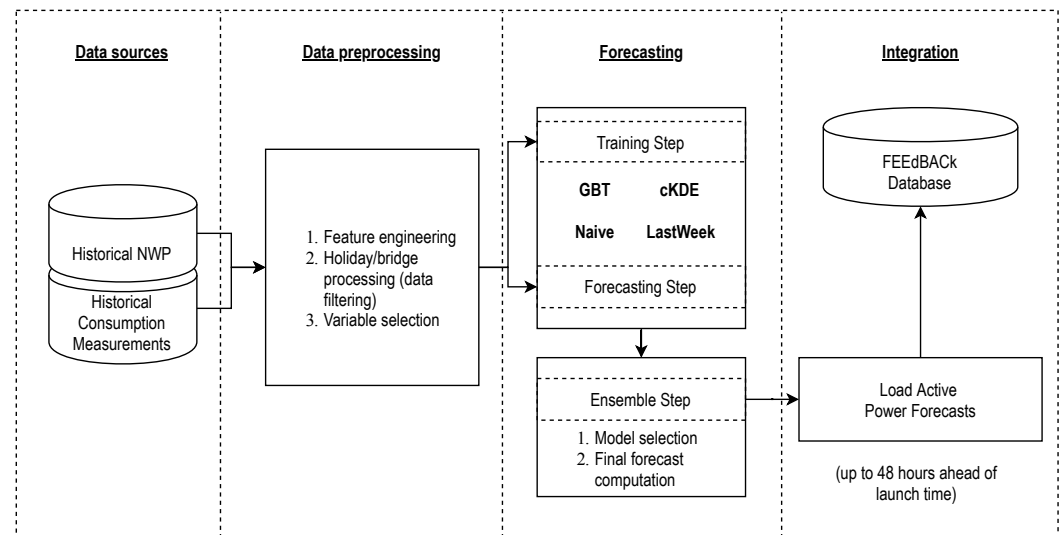 Data sources
Data preprocessing
Forecasting
Integration
Historical NWP
Historical
Consumption
Measurements
1. Feature engineering
2. Holiday/bridge
processing (data
filtering)
3. Variable selection
Training Step
GBT cKDE
Naive LastWeek
Forecasting Step
Ensemble Step
1. Model selection
2. Final forecast
computation
FEEdBACk
Database
Load Active
Power Forecasts
(up to 48 hours ahead of
launch time)